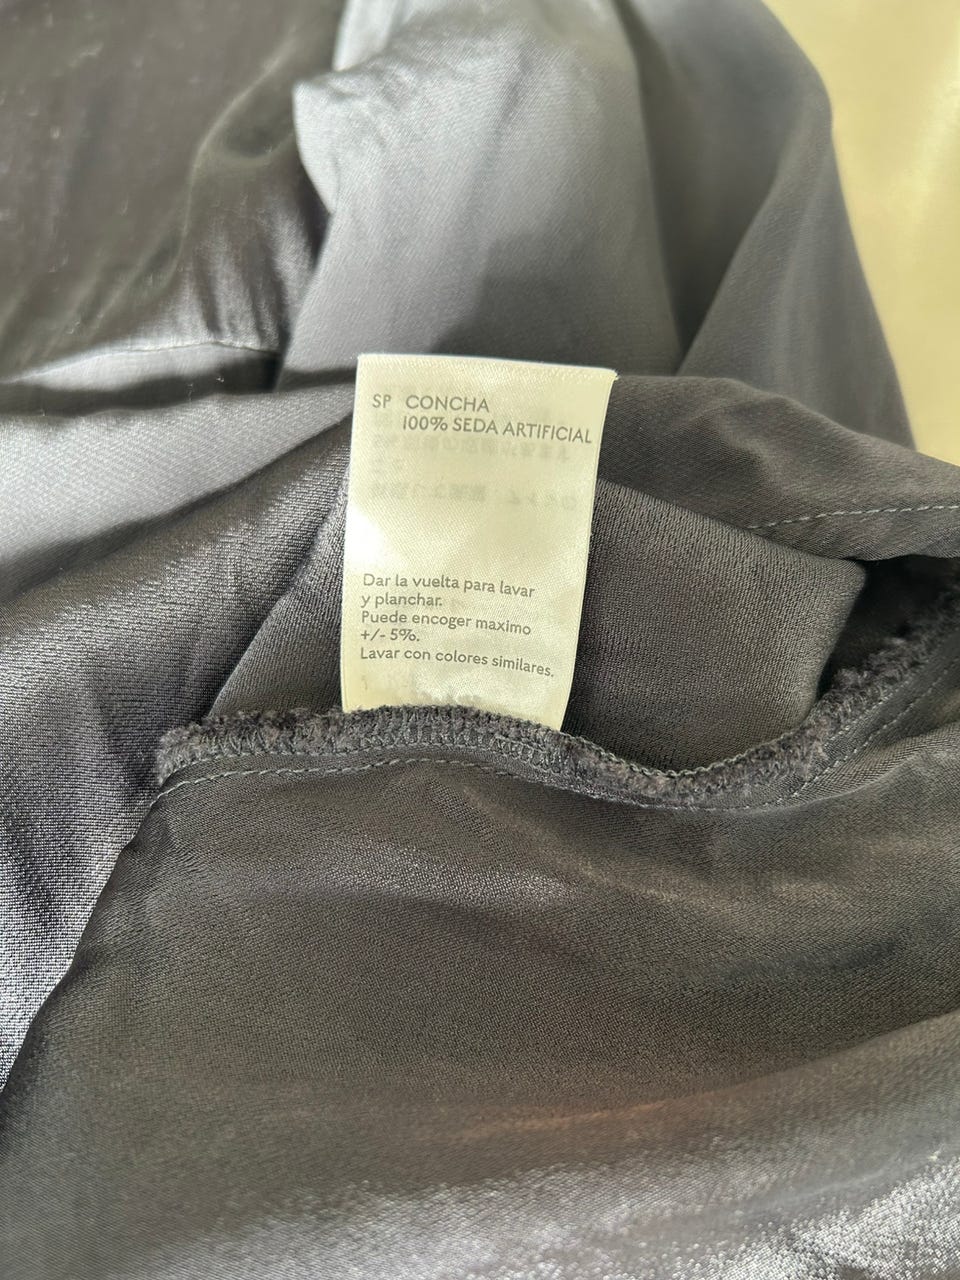 SP CONCHA
100% SEDA ARTIFICIAL
Dar la vuelta para lavar
y planchar.
Puede encoger maximo
+/- 5%.
Lavar con colores similares.